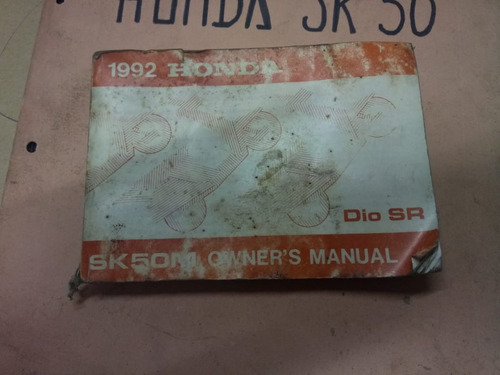 HONDA SK 50
1992 HONDA
Dio SR
SK50M OWNER'S MANUAL